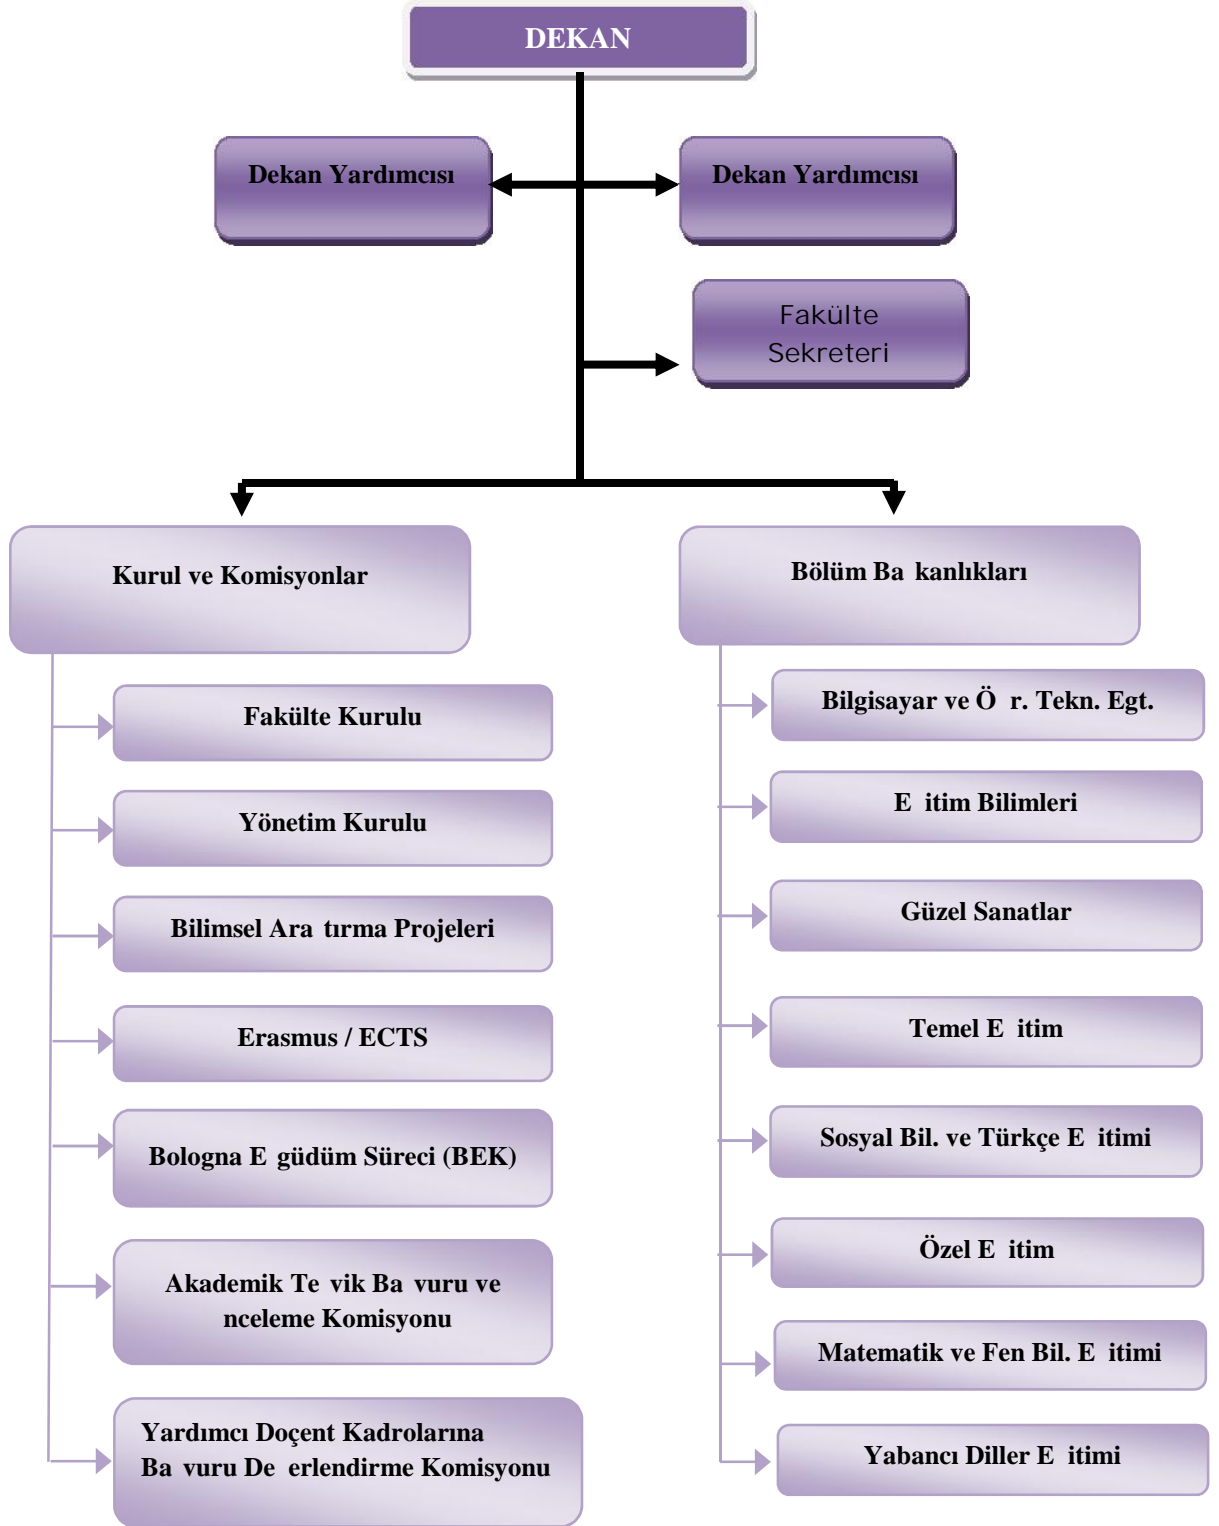 DEKAN
Dekan Yardımcısı
Dekan Yardımcısı
Fakülte
Sekreteri
Kurul ve Komisyonlar
Fakülte Kurulu
Yönetim Kurulu
Bilimsel Ara tırma Projeleri
Erasmus / ECTS
Bologna E güdüm Süreci (BEK)
Akademik Te vik Ba vuru ve
nceleme Komisyonu
Yardımcı Doçent Kadrolarına
Ba vuru De erlendirme Komisyonu
Bölüm Ba kanlıkları
Bilgisayar ve Ö r. Tekn. Egt.
E itim Bilimleri
Güzel Sanatlar
Temel E itim
Sosyal Bil. ve Türkçe E itimi
Özel E itim
Matematik ve Fen Bil. E itimi
Yabancı Diller E itimi